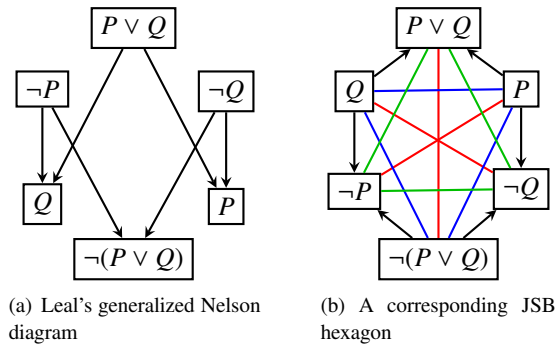 P ∨ Q
¬P ¬Q
Q P
¬(P ∨ Q)
(a) Leal's generalized Nelson
diagram
P ∨ Q
Q P
¬P ¬Q
¬(P ∨ Q)
(b) A corresponding JSB
hexagon